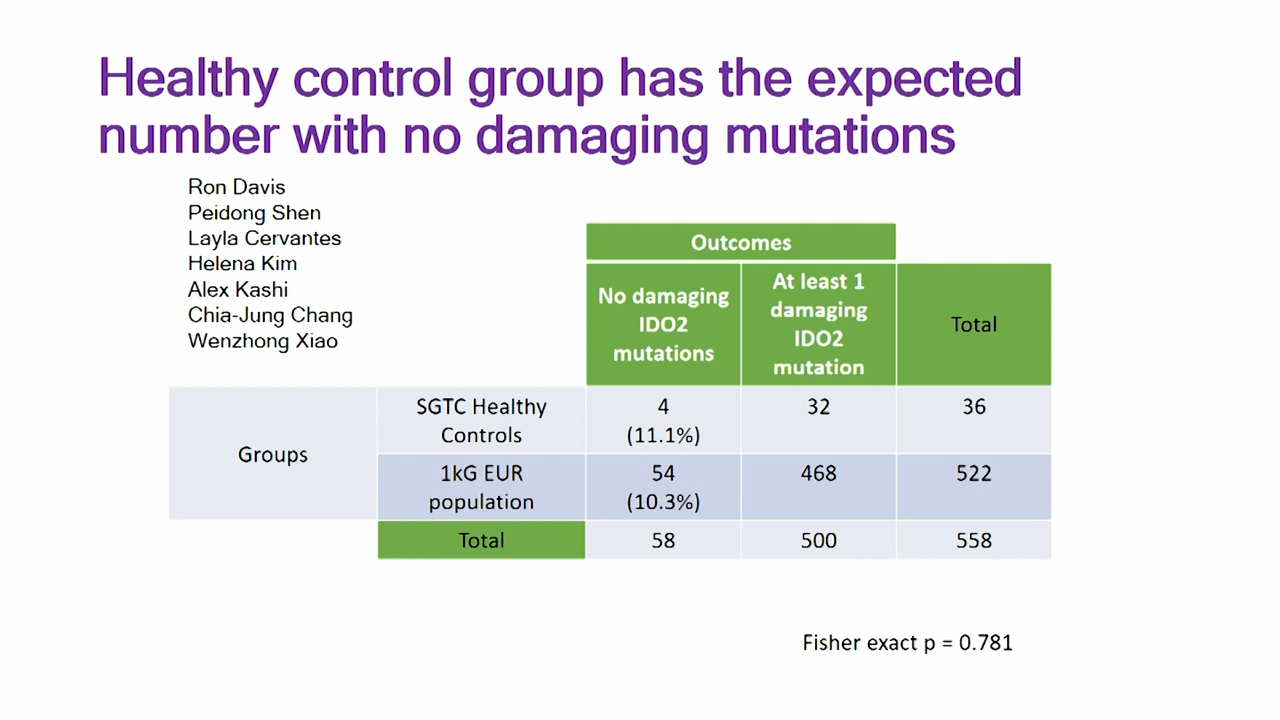 Healthy control group has the expected
number with no damaging mutations
Ron Davis
Peidong Shen
Layla Cervantes
Helena Kim
Alex Kashi
Chia-Jung Chang
Wenzhong Xiao
Outcomes
No damaging
IDO2
mutations
At least 1
damaging
IDO2
mutation
Total
Groups
SGTC Healthy
Controls
4
(11.1%)
32
36
1kG EUR
population
54
(10.3%)
468
522
Total
58
500
558
Fisher exact p = 0.781